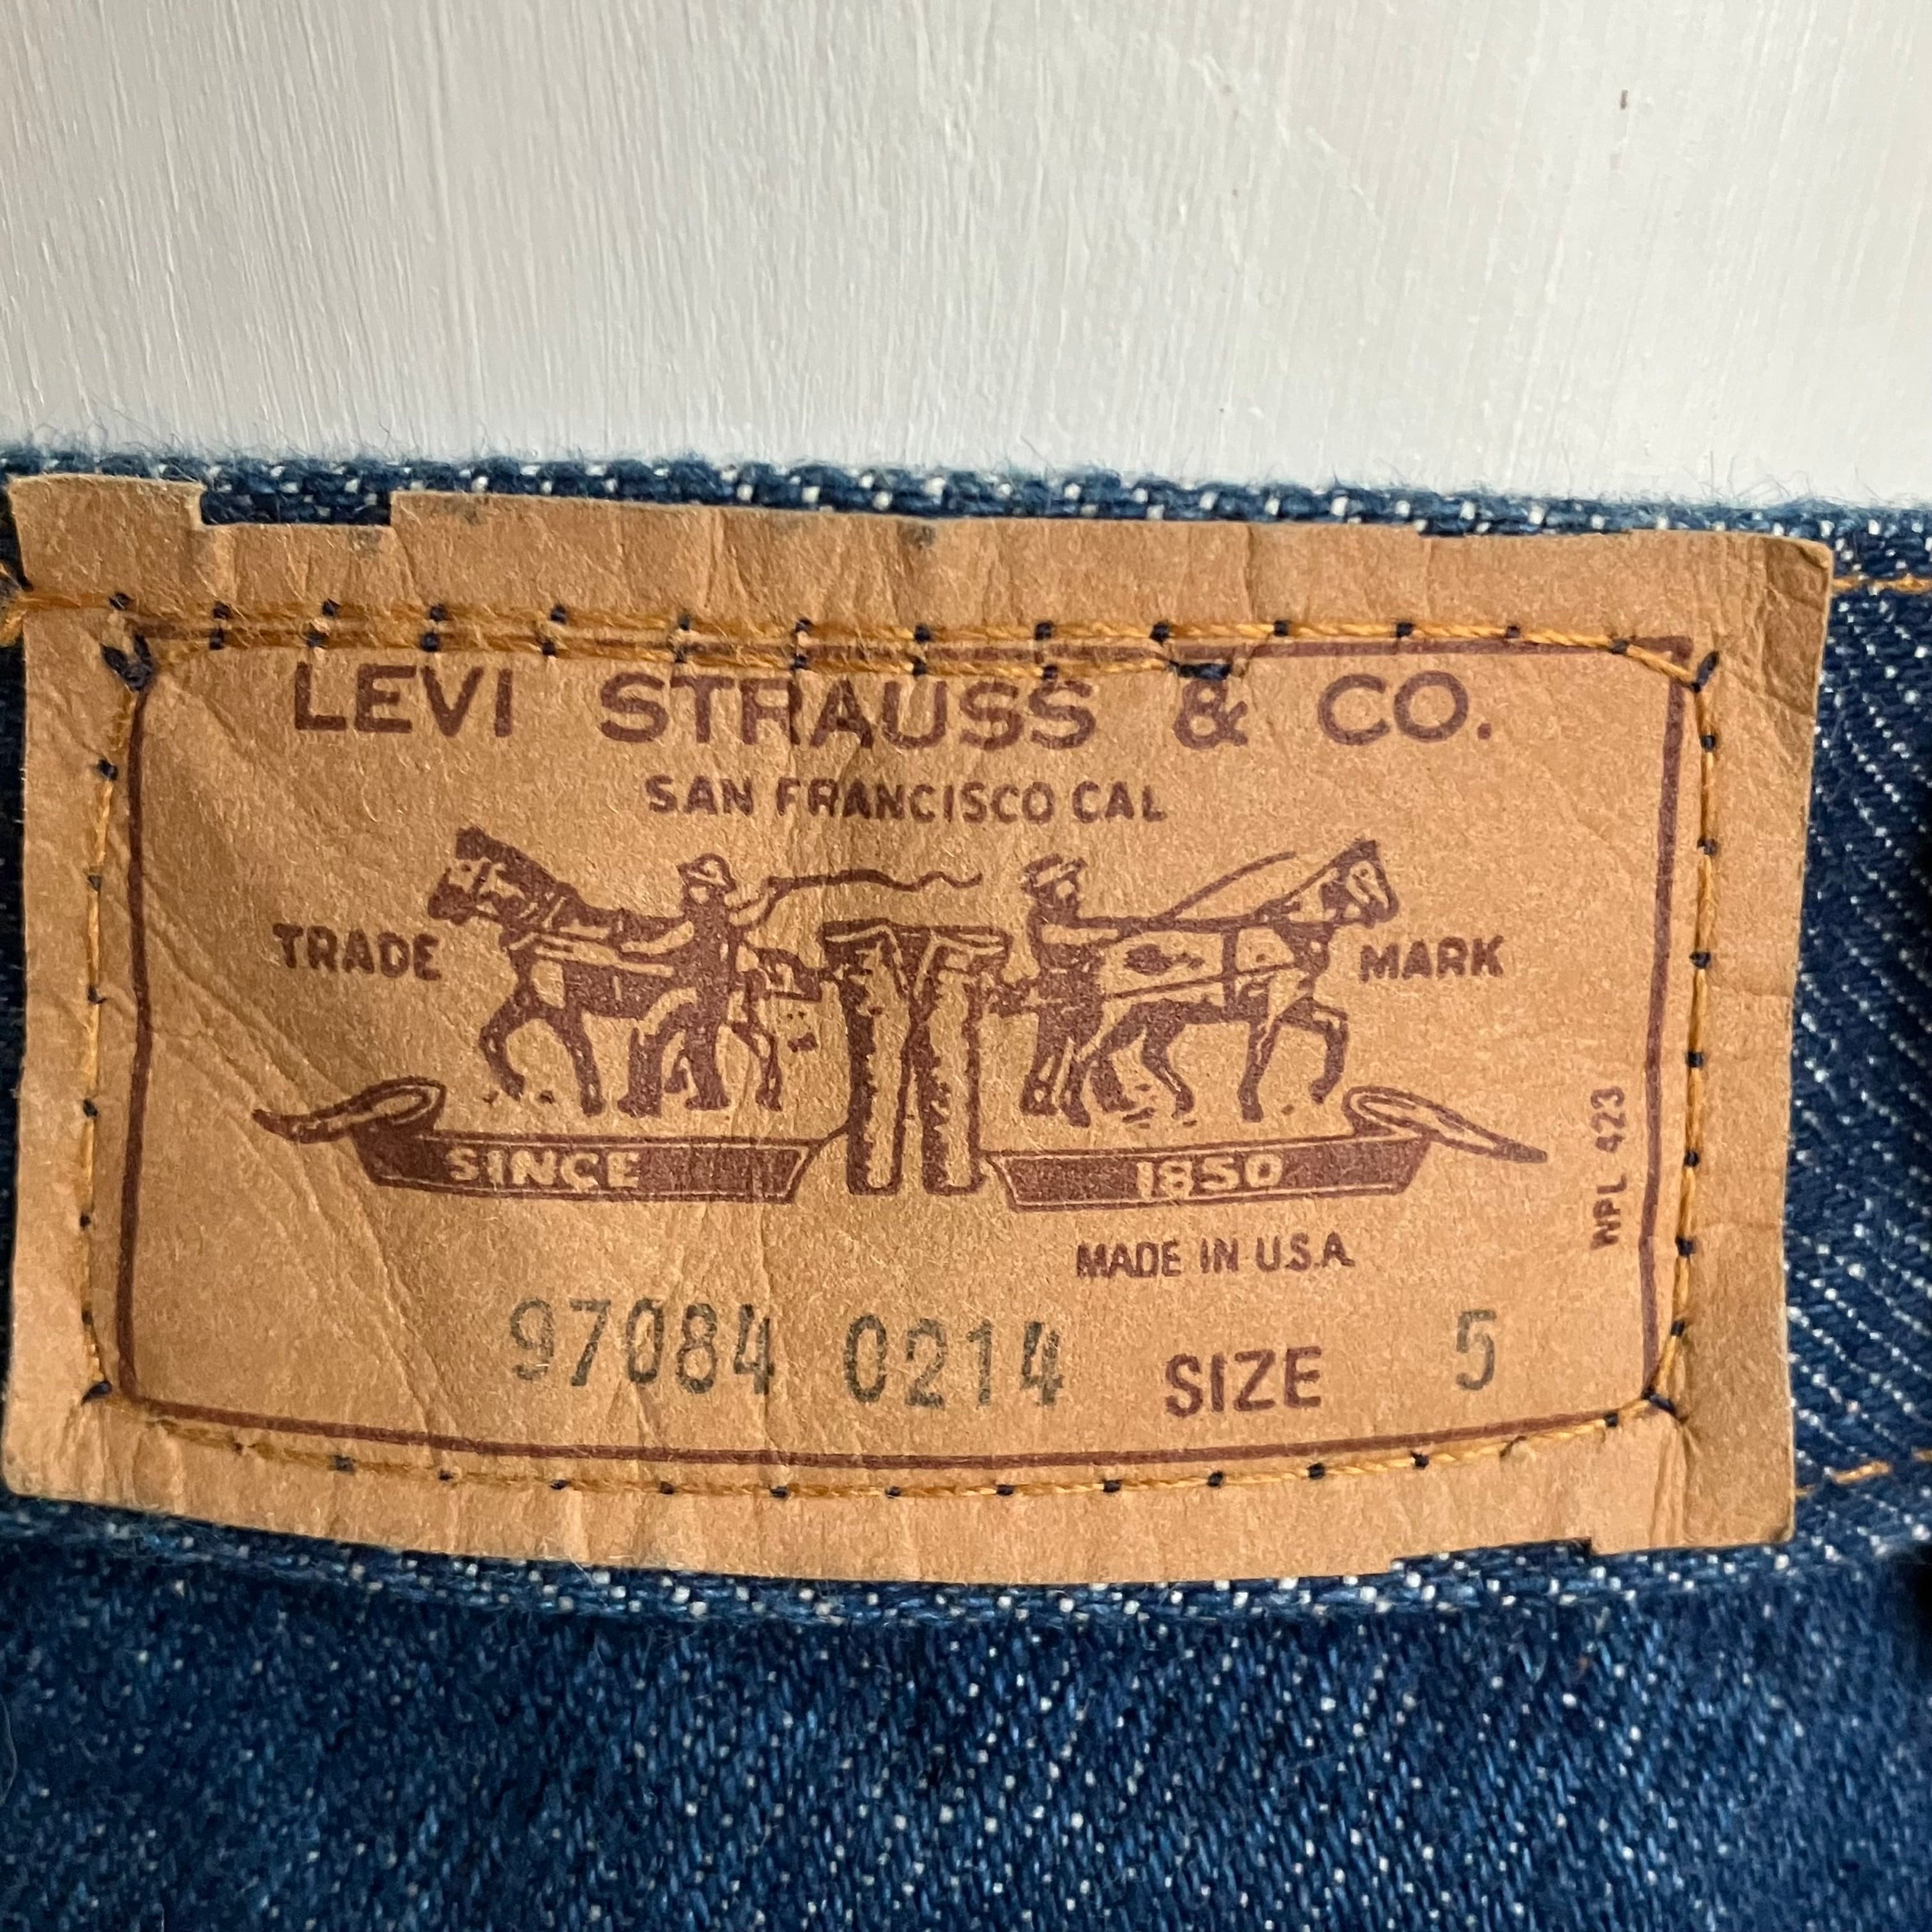 LEVI STRAUSS & CO.
SAN FRANCISCO CAL
TRADE MARK
SINCE 1850
MADE IN U.S.A.
WPL 423
97084 0214 SIZE 5